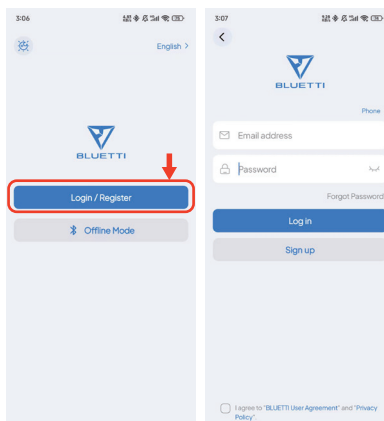 3:06
English >
BLUETTI
Login / Register
Offline Mode
3:07
BLUETTI
Phone
Email address
Password
Forgot Password
Log in
Sign up
I agree to "BLUETTI User Agreement" and "Privacy
Policy".